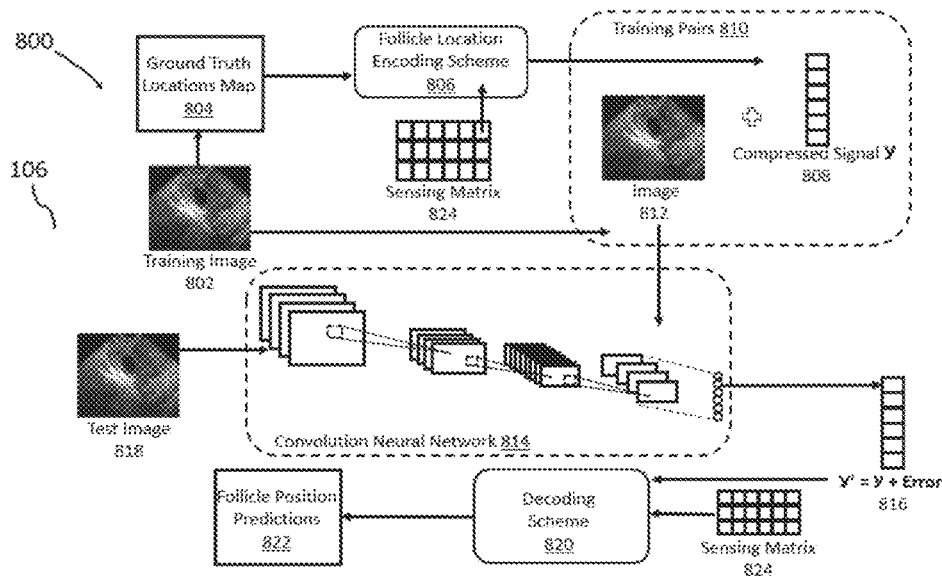 800
Ground Truth
Locations Map
804
Follicle Location
Encoding Scheme
806
Training Pairs 810
106
Sensing Matrix
824
Compressed Signal y
808
Image
812
Training Image
802
Test Image
818
Convolution Neural Network 814
y' = y + Error
816
Follicle Position
Predictions
822
Decoding
Scheme
820
Sensing Matrix
824